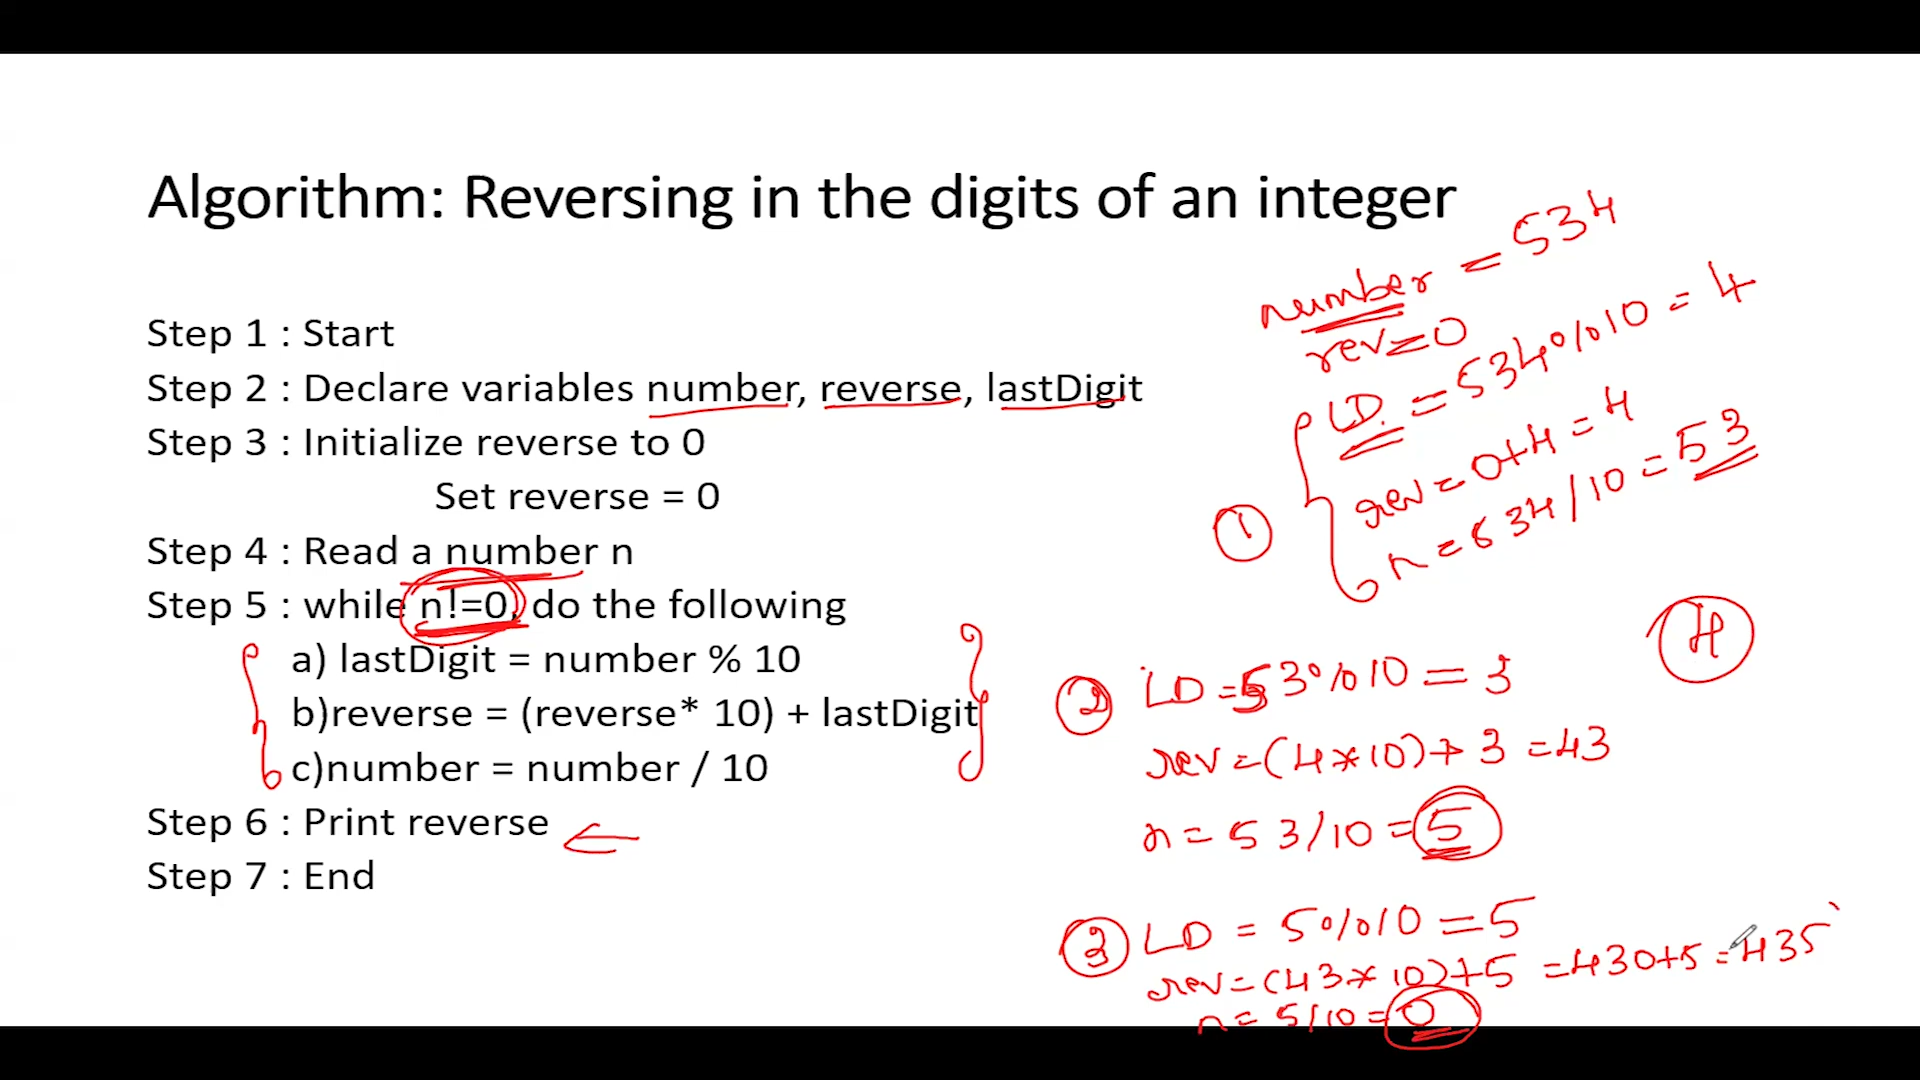 Algorithm: Reversing in the digits of an integer
Step 1 : Start
Step 2 : Declare variables number, reverse, lastDigit
Step 3 : Initialize reverse to 0
Set reverse = 0
Step 4 : Read a number n
Step 5 : while n!=0, do the following
a) lastDigit = number % 10
b)reverse = (reverse* 10) + lastDigit
c)number = number / 10
Step 6 : Print reverse
Step 7 : End
number = 534
rev=0
① LD. = 534%10 = 4
rev = 0+4 = 4
n = 534/10 = 53
4
② LD = 53%10 = 3
rev = (4*10)+3 = 43
n = 53/10 = 5
③ LD = 5%10 = 5
rev = (43*10)+5 = 430+5 = 435
n = 5/10 = 0